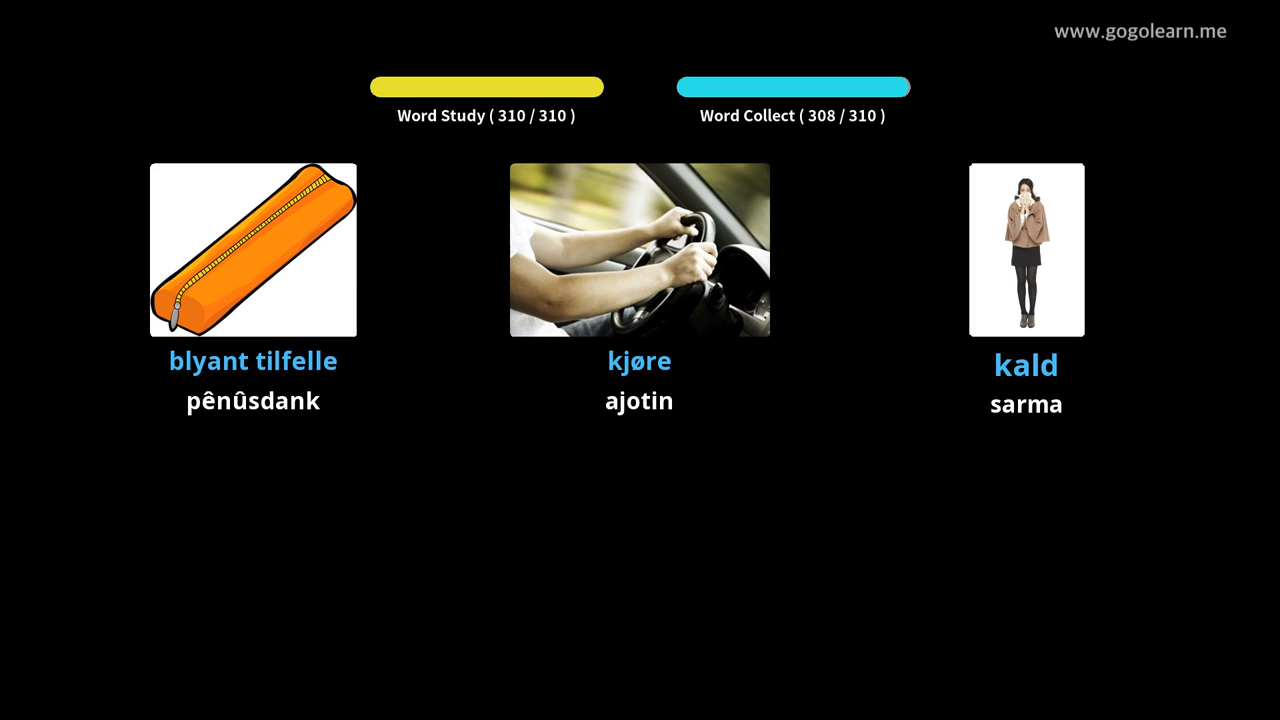 www.gogolearn.me
Word Study ( 310 / 310 )
Word Collect ( 308 / 310 )
blyant tilfelle
pênûsdank
kjøre
ajotin
kald
sarma